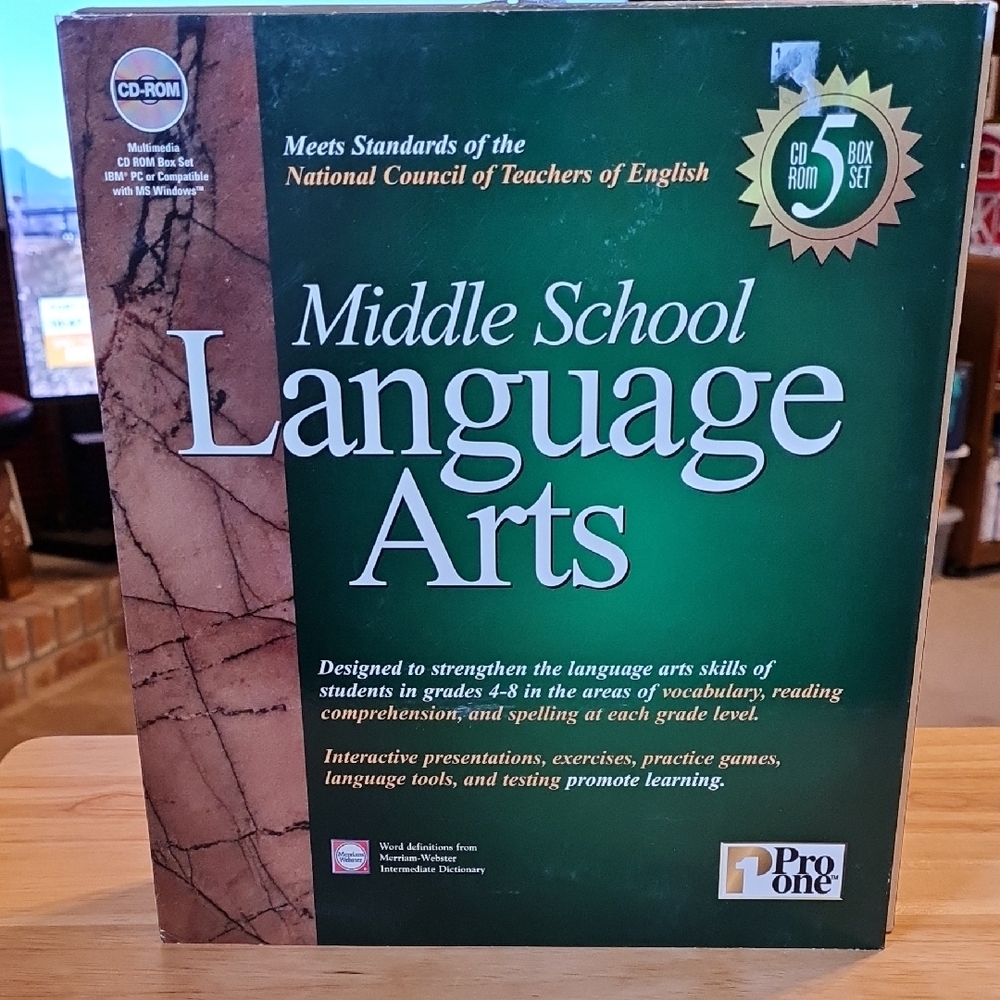 CD-ROM
Multimedia
CD ROM Box Set
IBM® PC or Compatible
with MS Windows™
Meets Standards of the
National Council of Teachers of English
CD ROM 5 BOX SET
Middle School
Language
Arts
Designed to strengthen the language arts skills of
students in grades 4-8 in the areas of vocabulary, reading
comprehension, and spelling at each grade level.
Interactive presentations, exercises, practice games,
language tools, and testing promote learning.
Merriam-Webster
Word definitions from
Merriam-Webster
Intermediate Dictionary
1P Pro
one™